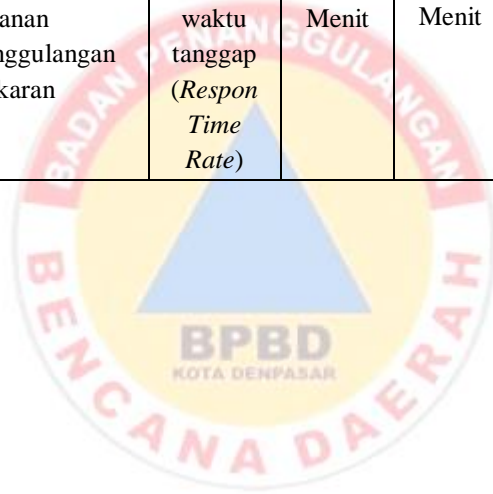 anan
nggulangan
karan
waktu
tanggap
(Respon
Time
Rate)
Menit
Menit
BADAN PENANGGULANGAN
BENCANA DAERAH
BPBD
KOTA DENPASAR